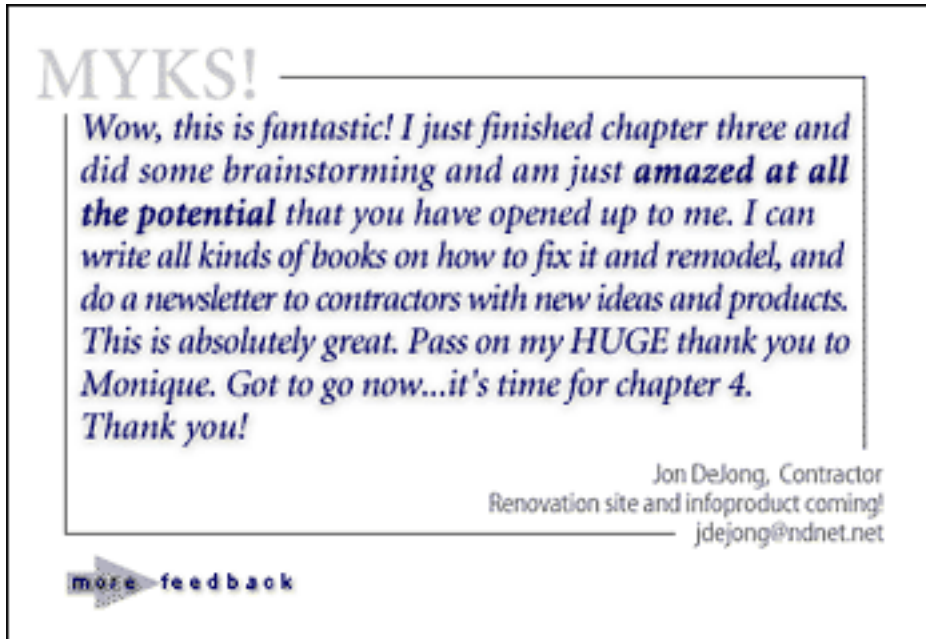 MYKS!
Wow, this is fantastic! I just finished chapter three and
did some brainstorming and am just amazed at all
the potential that you have opened up to me. I can
write all kinds of books on how to fix it and remodel, and
do a newsletter to contractors with new ideas and products.
This is absolutely great. Pass on my HUGE thank you to
Monique. Got to go now...it's time for chapter 4.
Thank you!
Jon DeJong, Contractor
Renovation site and infoproduct coming!
jdejong@ndnet.net
more feedback